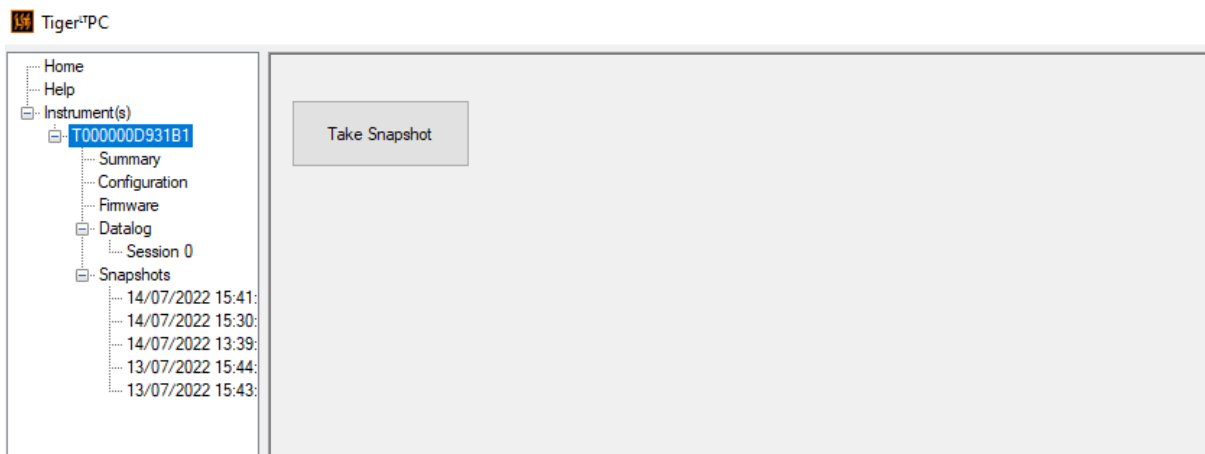 TigerᴸᵀPC
Home
Help
Instrument(s)
T000000D931B1
Summary
Configuration
Firmware
Datalog
Session 0
Snapshots
14/07/2022 15:41:
14/07/2022 15:30:
14/07/2022 13:39:
13/07/2022 15:44:
13/07/2022 15:43:
Take Snapshot